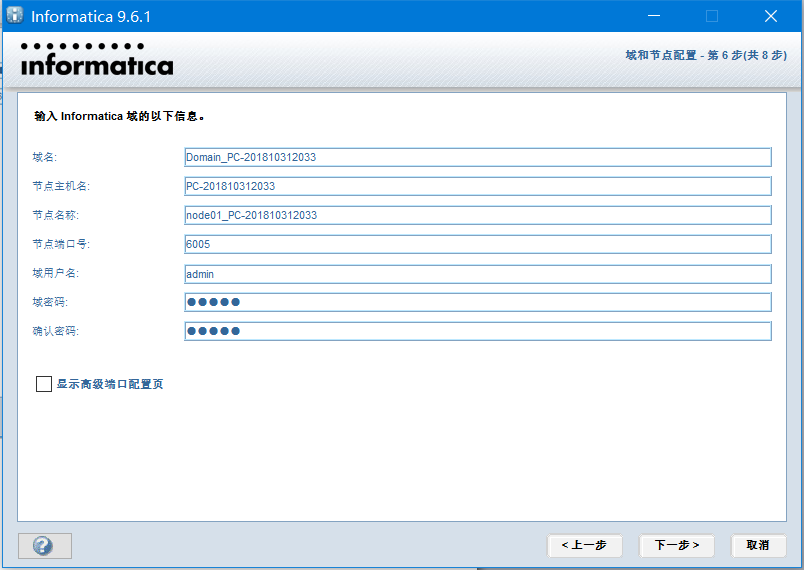 Informatica 9.6.1
informatica
域和节点配置 - 第 6 步(共 8 步)
输入 Informatica 域的以下信息。
域名: Domain_PC-201810312033
节点主机名: PC-201810312033
节点名称: node01_PC-201810312033
节点端口号: 6005
域用户名: admin
域密码: ●●●●●
确认密码: ●●●●●
显示高级端口配置页
? < 上一步 下一步 > 取消